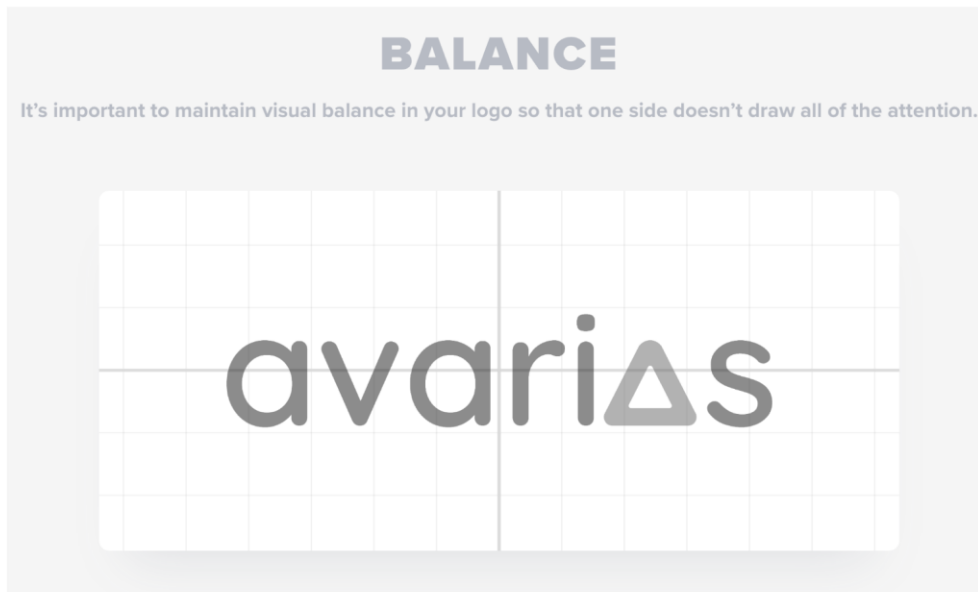 BALANCE
It's important to maintain visual balance in your logo so that one side doesn't draw all of the attention.
avarias